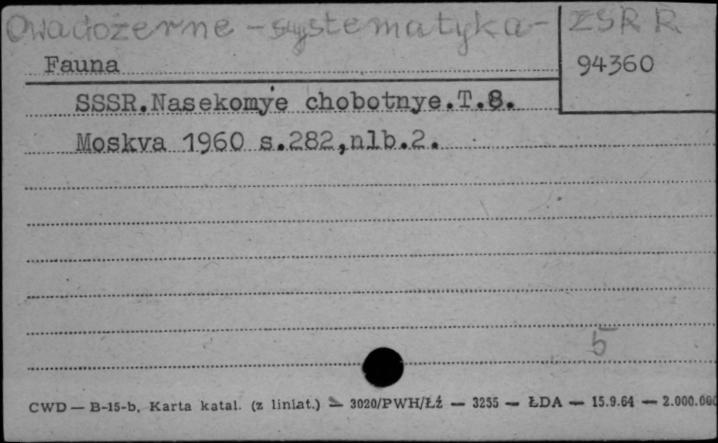 Owadożerne - systematyka - ZSRR
Fauna 94360
SSSR.Nasekomye chobotnye.T.8.
Moskva 1960 s.282,nlb.2.
5
CWD — B-15-b, Karta katal. (z liniat.) — 3020/PWH/Łź — 3255 — ŁDA — 15.9.64 — 2.000.000